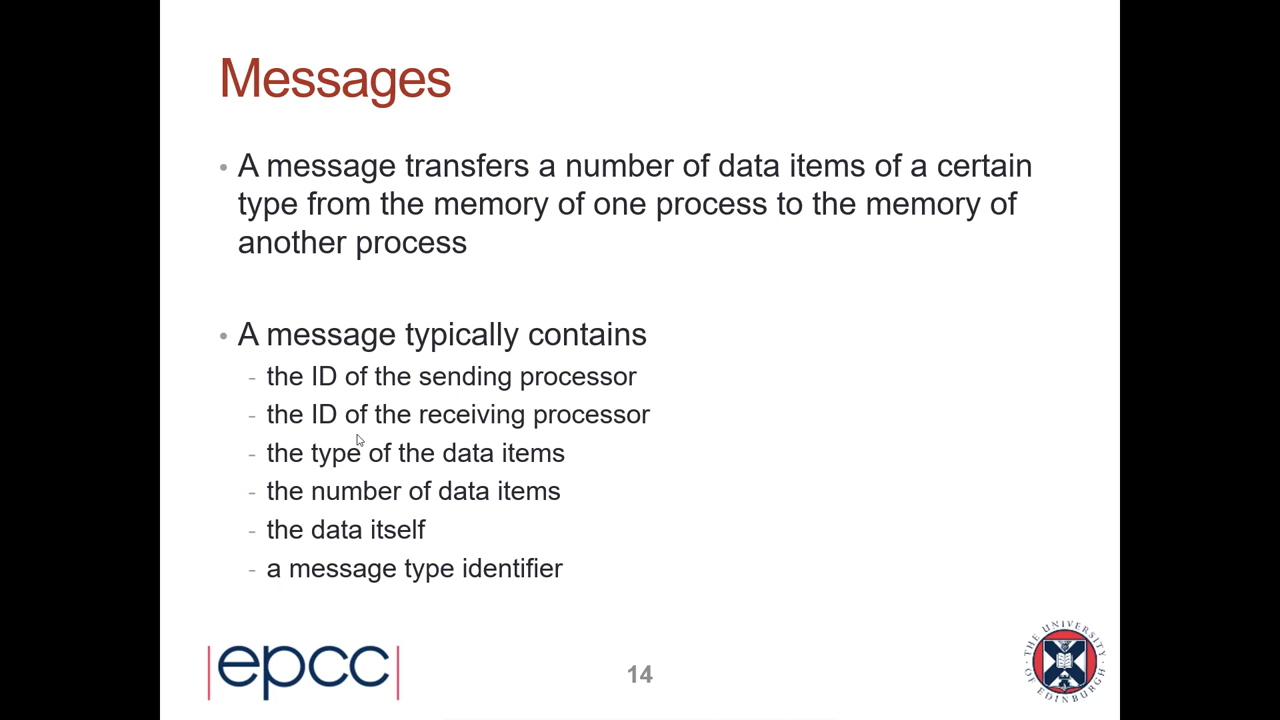 Messages
• A message transfers a number of data items of a certain
type from the memory of one process to the memory of
another process
• A message typically contains
- the ID of the sending processor
- the ID of the receiving processor
- the type of the data items
- the number of data items
- the data itself
- a message type identifier
|epcc|
14
THE UNIVERSITY
OF EDINBURGH